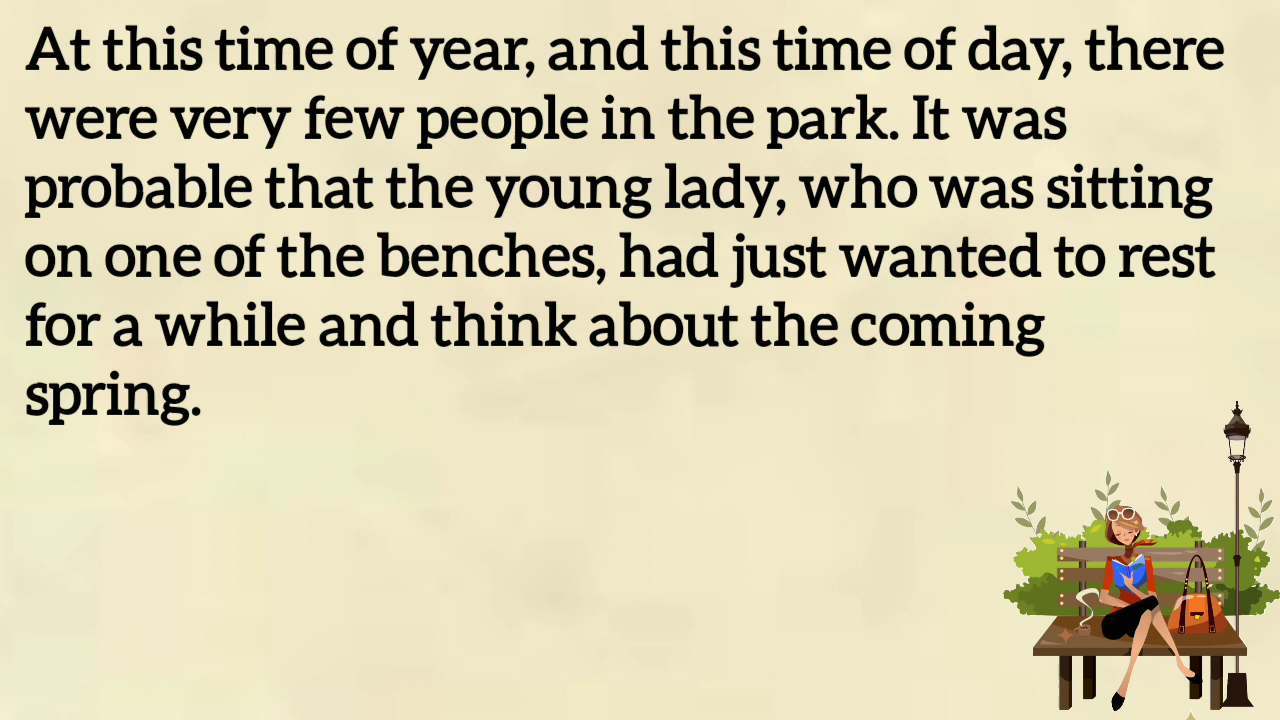 At this time of year, and this time of day, there
were very few people in the park. It was
probable that the young lady, who was sitting
on one of the benches, had just wanted to rest
for a while and think about the coming
spring.